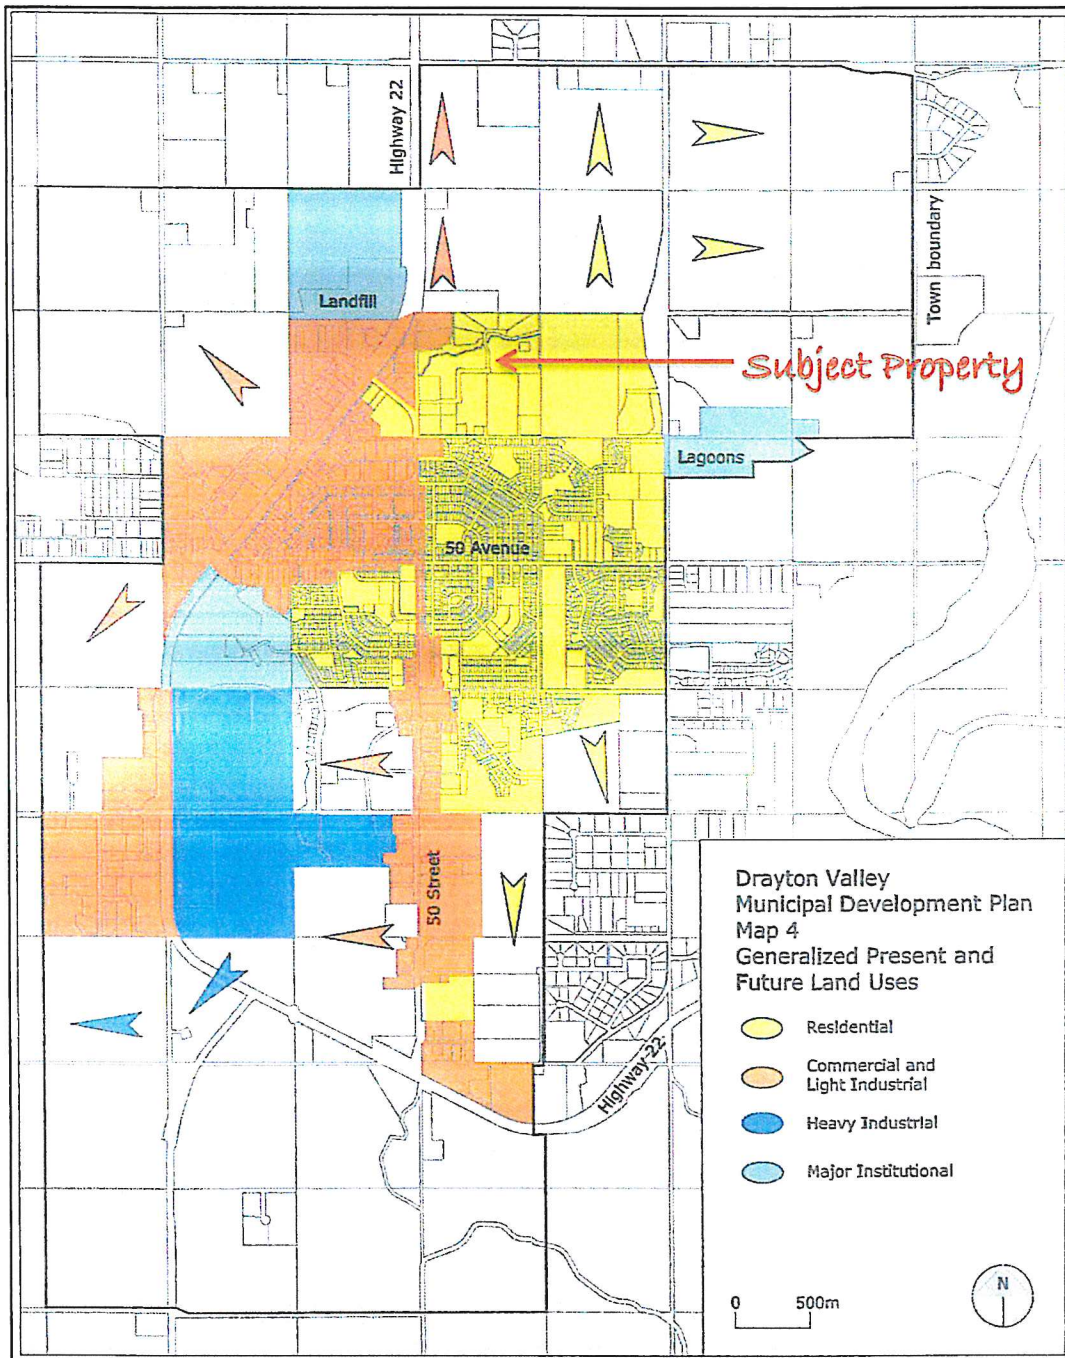 Highway 22
Town boundary
Landfill
Subject Property
Lagoons
50 Avenue
50 Street
Highway 22
Drayton Valley
Municipal Development Plan
Map 4
Generalized Present and
Future Land Uses
Residential
Commercial and
Light Industrial
Heavy Industrial
Major Institutional
N
0 500m